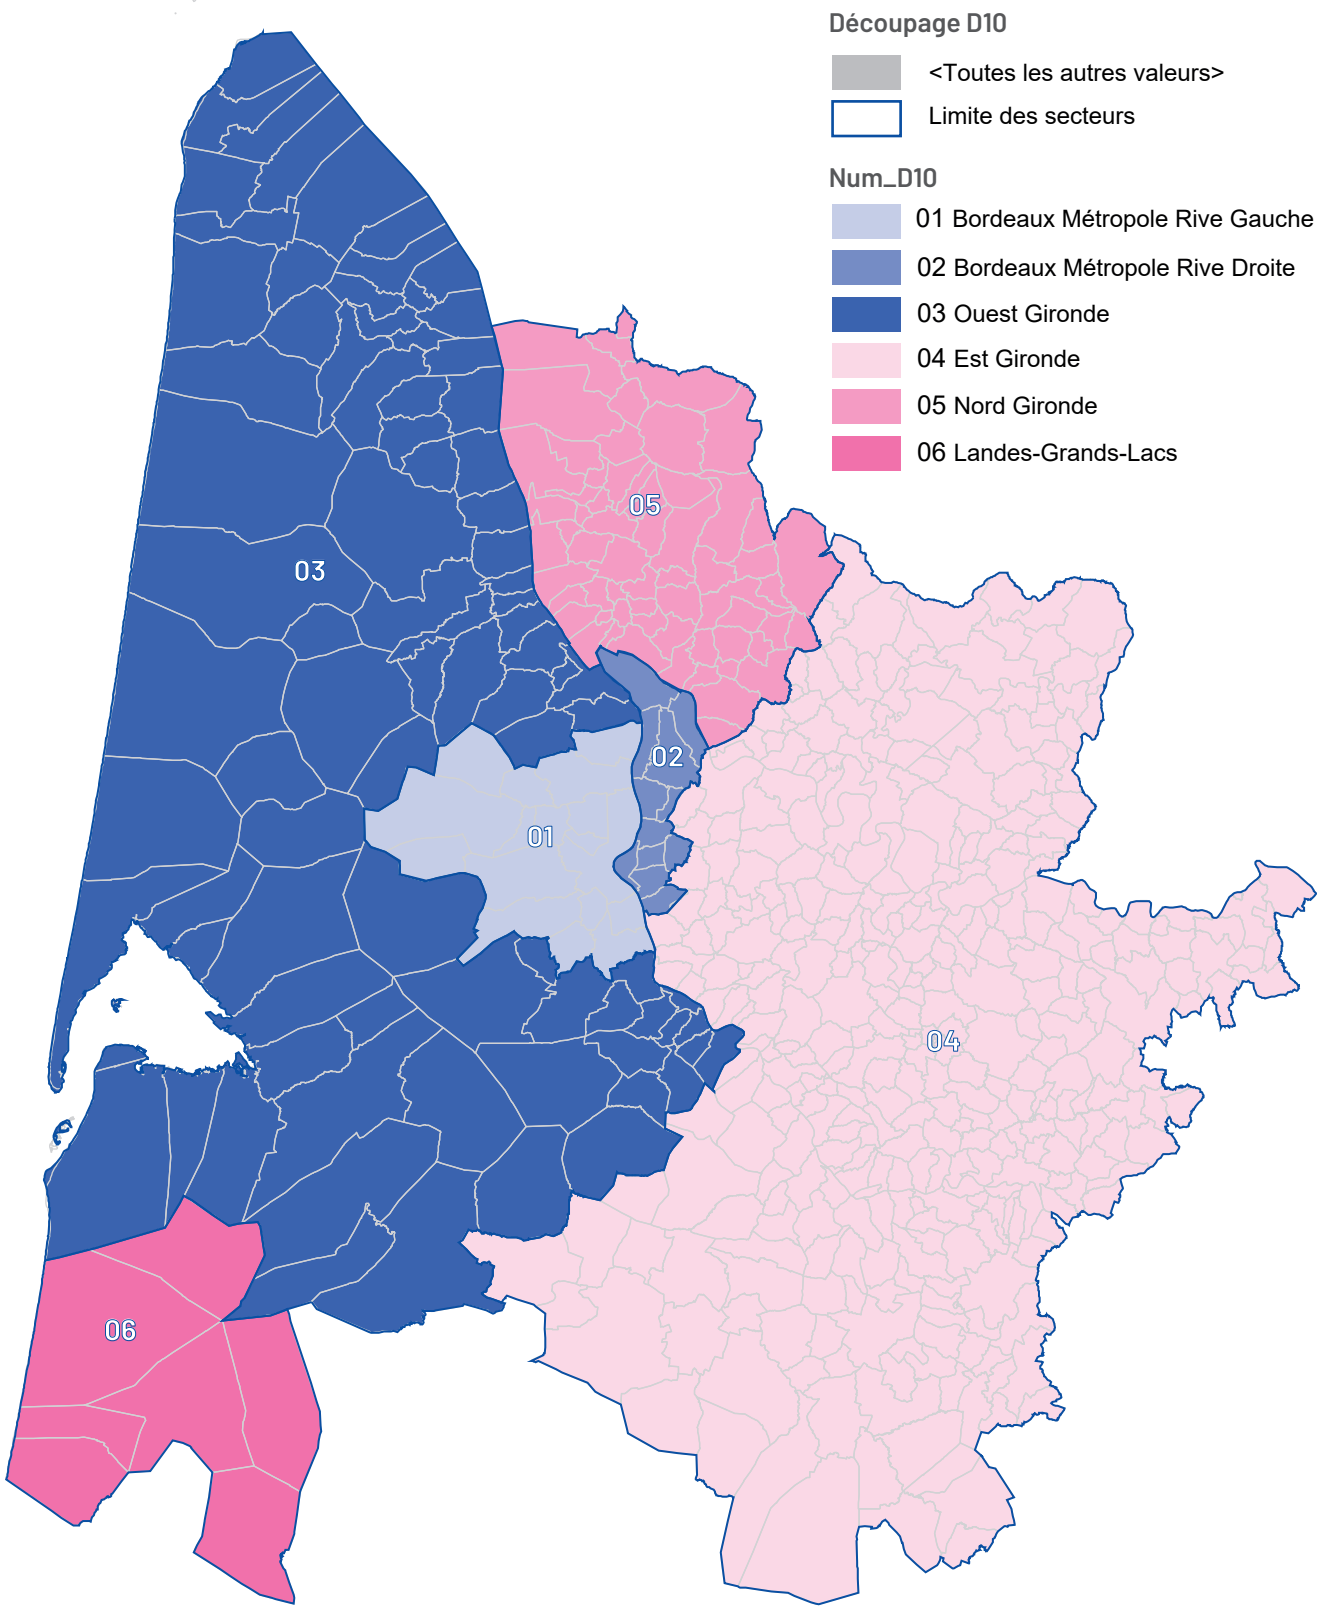 Découpage D10
<Toutes les autres valeurs>
Limite des secteurs
Num_D10
01 Bordeaux Métropole Rive Gauche
02 Bordeaux Métropole Rive Droite
03 Ouest Gironde
04 Est Gironde
05 Nord Gironde
06 Landes-Grands-Lacs
05
03
02
01
04
06